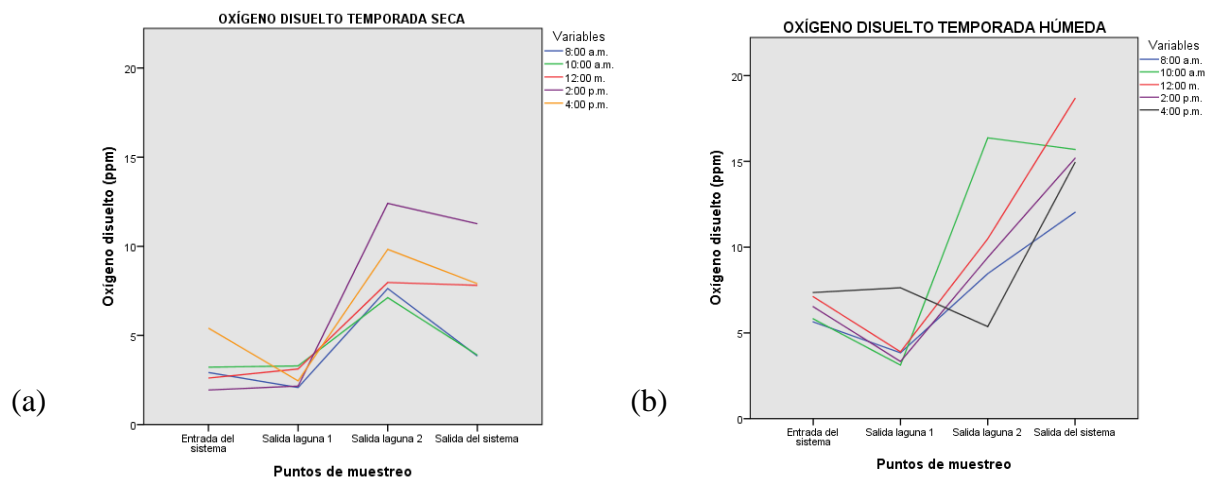 OXÍGENO DISUELTO TEMPORADA SECA
Variables
8:00 a.m.
10:00 a.m.
12:00 m.
2:00 p.m.
4:00 p.m.
Oxígeno disuelto (ppm)
20
15
10
5
0
Entrada del
sistema
Salida laguna 1
Salida laguna 2
Salida del sistema
Puntos de muestreo
(a)
OXÍGENO DISUELTO TEMPORADA HÚMEDA
Variables
8:00 a.m.
10:00 a.m
12:00 m.
2:00 p.m.
4:00 p.m.
Oxígeno disuelto (ppm)
20
15
10
5
0
Entrada del
sistema
Salida laguna 1
Salida laguna 2
Salida del sistema
Puntos de muestreo
(b)